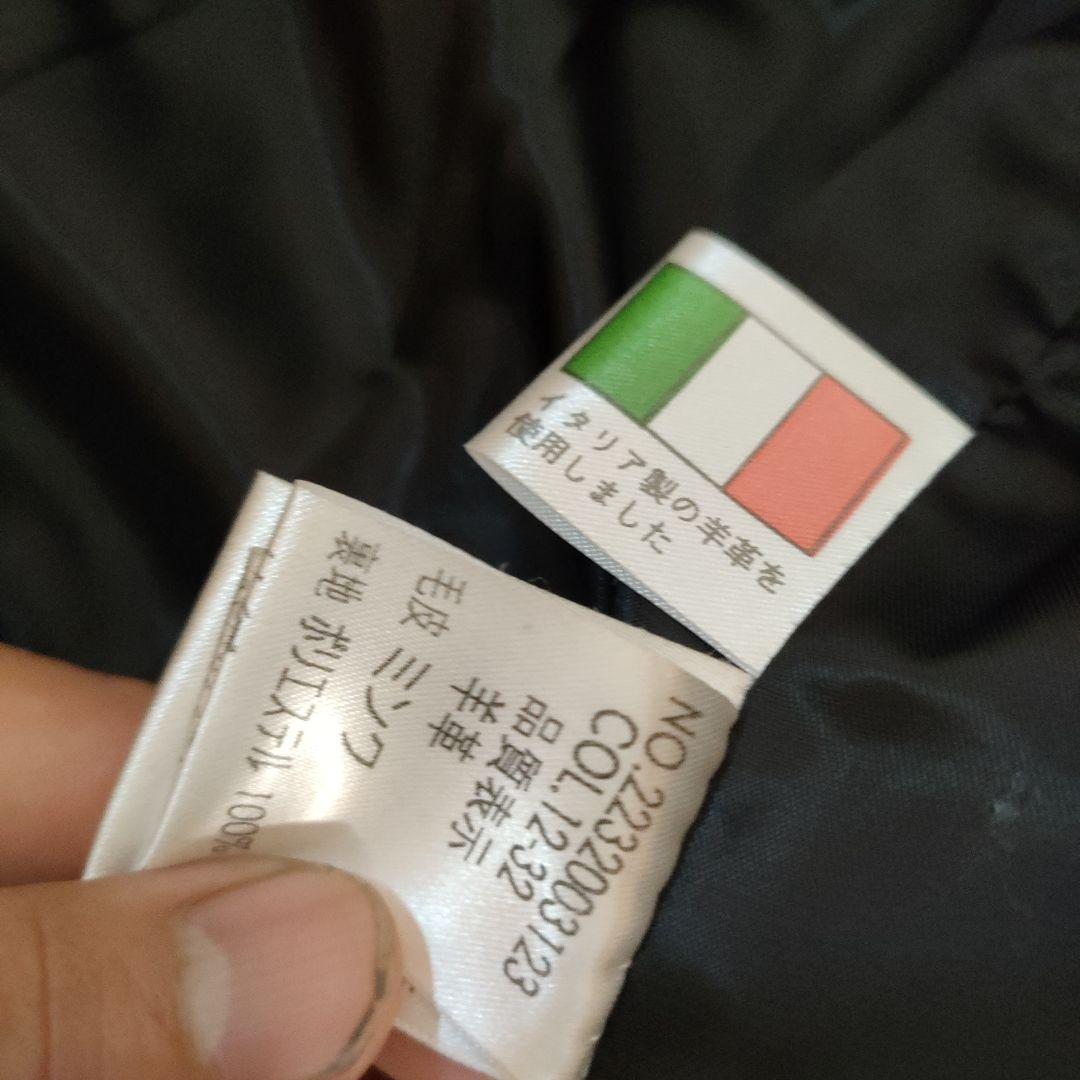 イタリア製の羊革を
使用しました
NO.2232003123
COL.12-32
品質表示
羊革
毛皮 ミンク
裏地 ポリエステル 100%